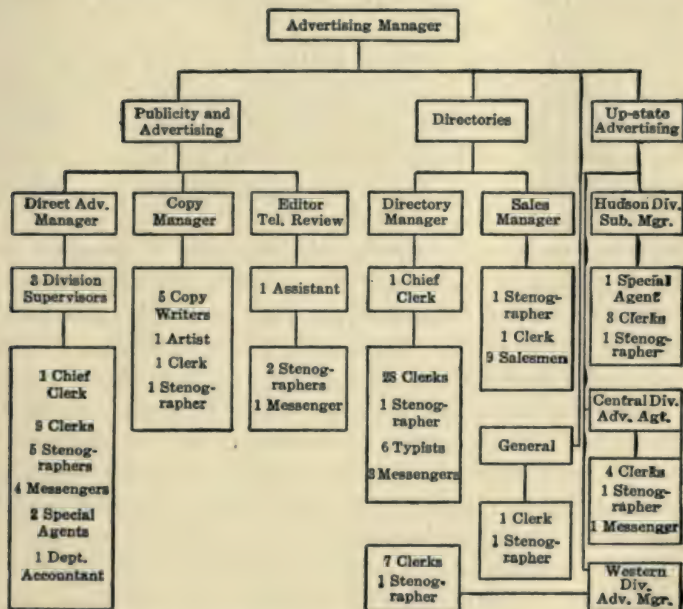 Advertising Manager
Publicity and
Advertising
Directories
Up-state
Advertising
Direct Adv.
Manager
Copy
Manager
Editor
Tel. Review
Directory
Manager
Sales
Manager
Hudson Div.
Sub. Mgr.
3 Division
Supervisors
5 Copy
Writers
1 Artist
1 Clerk
1 Stenog-
rapher
1 Assistant
1 Chief
Clerk
1 Stenog-
rapher
1 Clerk
9 Salesmen
1 Special
Agent
3 Clerks
1 Stenog-
rapher
1 Chief
Clerk
9 Clerks
5 Stenog-
raphers
4 Messengers
2 Special
Agents
1 Dept.
Accountant
2 Stenog-
raphers
1 Messenger
28 Clerks
1 Stenog-
rapher
6 Typists
3 Messengers
General
Central Div.
Adv. Agt.
1 Clerk
1 Stenog-
rapher
4 Clerks
1 Stenog-
rapher
1 Messenger
7 Clerks
1 Stenog-
rapher
Western
Div.
Adv. Mgr.